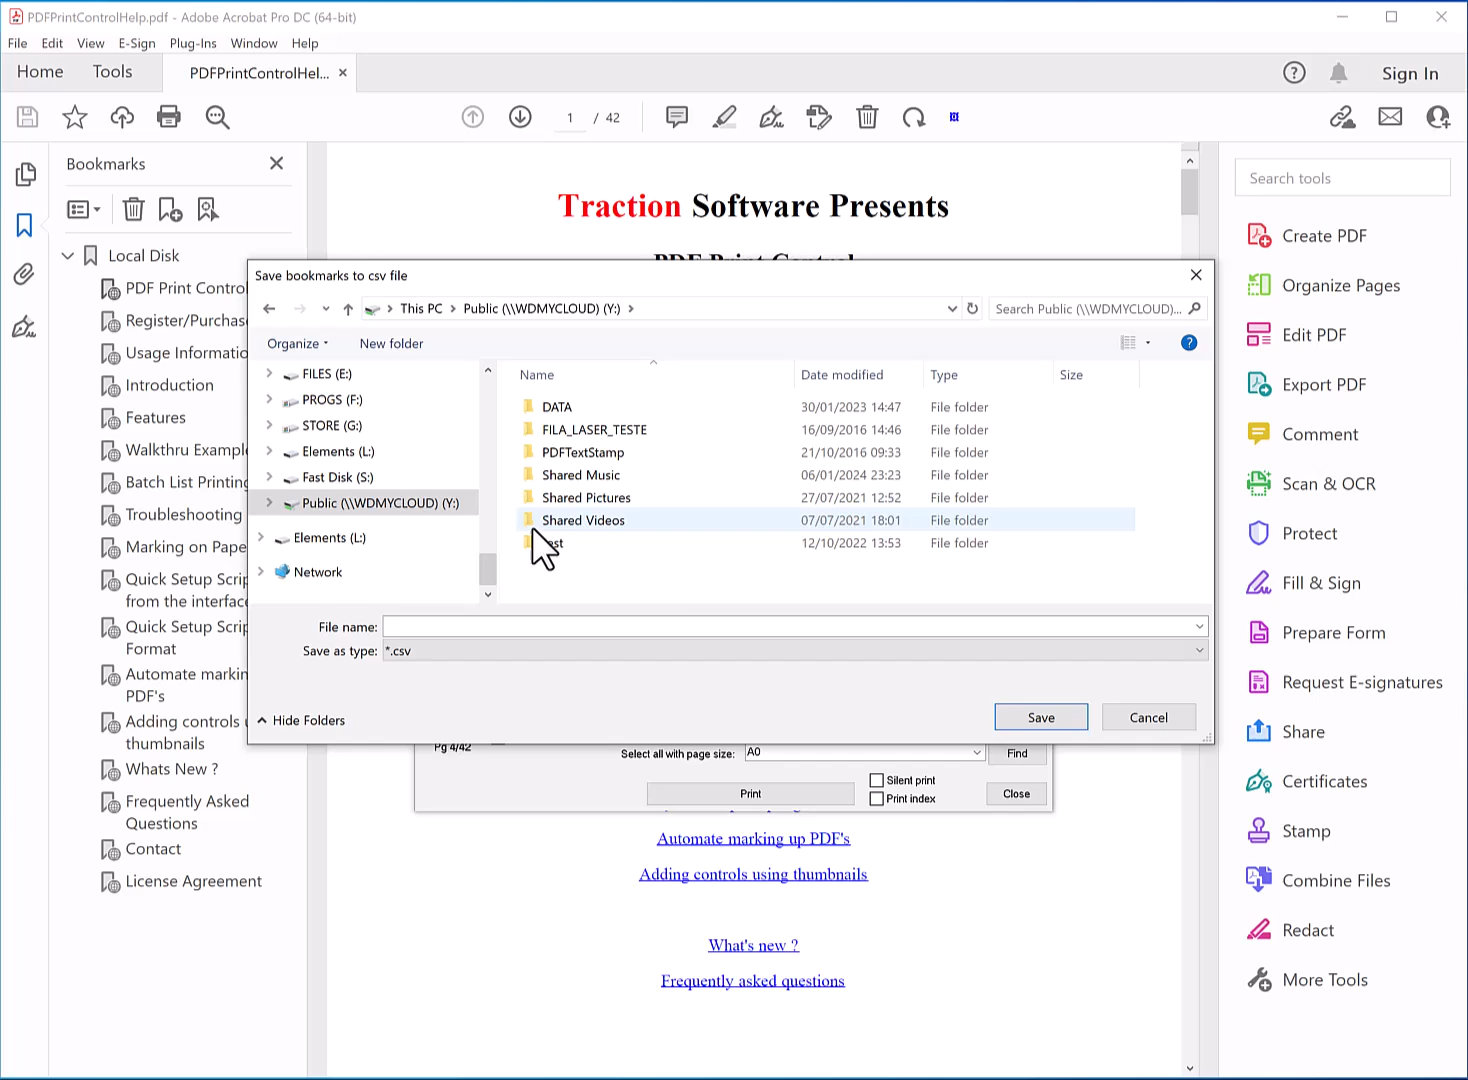 PDFPrintControlHelp.pdf - Adobe Acrobat Pro DC (64-bit)
File Edit View E-Sign Plug-Ins Window Help
Home Tools PDFPrintControlHel... Sign In
1 / 42
Bookmarks
Local Disk
PDF Print Contro
Register/Purchas
Usage Informatio
Introduction
Features
Walkthru Exampl
Batch List Printing
Troubleshooting
Marking on Pape
Quick Setup Scrip
from the interfac
Quick Setup Scrip
Format
Automate markin
PDF's
Adding controls
thumbnails
Whats New ?
Frequently Asked
Questions
Contact
License Agreement
Traction Software Presents
PDF Print Control
Save bookmarks to csv file
This PC Public (\\WDMYCLOUD) (Y:)
Search Public (\\WDMYCLOUD)...
Organize New folder
FILES (E:)
PROGS (F:)
STORE (G:)
Elements (L:)
Fast Disk (S:)
Public (\\WDMYCLOUD) (Y:)
Elements (L:)
Network
Name Date modified Type Size
DATA 30/01/2023 14:47 File folder
FILA_LASER_TESTE 16/09/2016 14:46 File folder
PDFTextStamp 21/10/2016 09:33 File folder
Shared Music 06/01/2024 23:23 File folder
Shared Pictures 27/07/2021 12:52 File folder
Shared Videos 07/07/2021 18:01 File folder
12/10/2022 13:53 File folder
File name:
Save as type: *.csv
Hide Folders Save Cancel
Pg 4/42
Select all with page size: A0 Find
Print
Silent print
Print index
Close
Automate marking up PDF's
Adding controls using thumbnails
What's new ?
Frequently asked questions
Search tools
Create PDF
Organize Pages
Edit PDF
Export PDF
Comment
Scan & OCR
Protect
Fill & Sign
Prepare Form
Request E-signatures
Share
Certificates
Stamp
Combine Files
Redact
More Tools